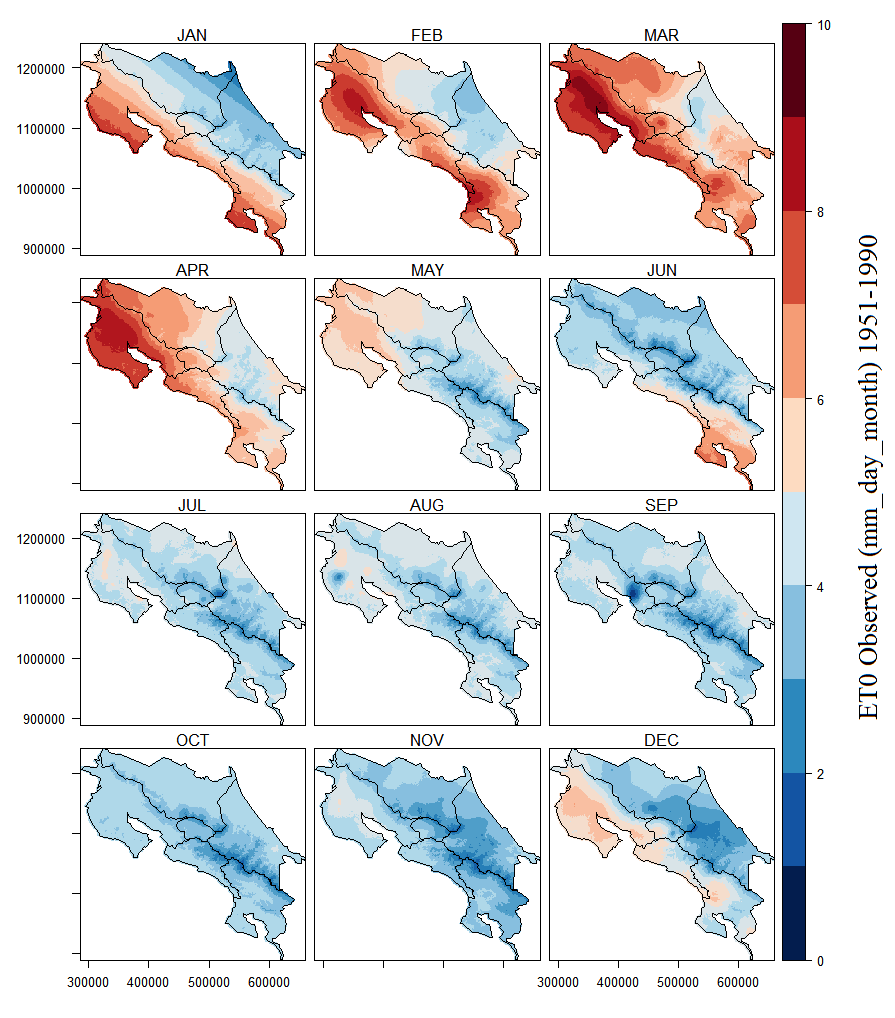 JAN FEB MAR
1200000
1100000
1000000
900000
APR MAY JUN
JUL AUG SEP
1200000
1100000
1000000
900000
OCT NOV DEC
300000 400000 500000 600000 300000 400000 500000 600000
10
8
6
4
2
0
ET0 Observed (mm_day_month) 1951-1990